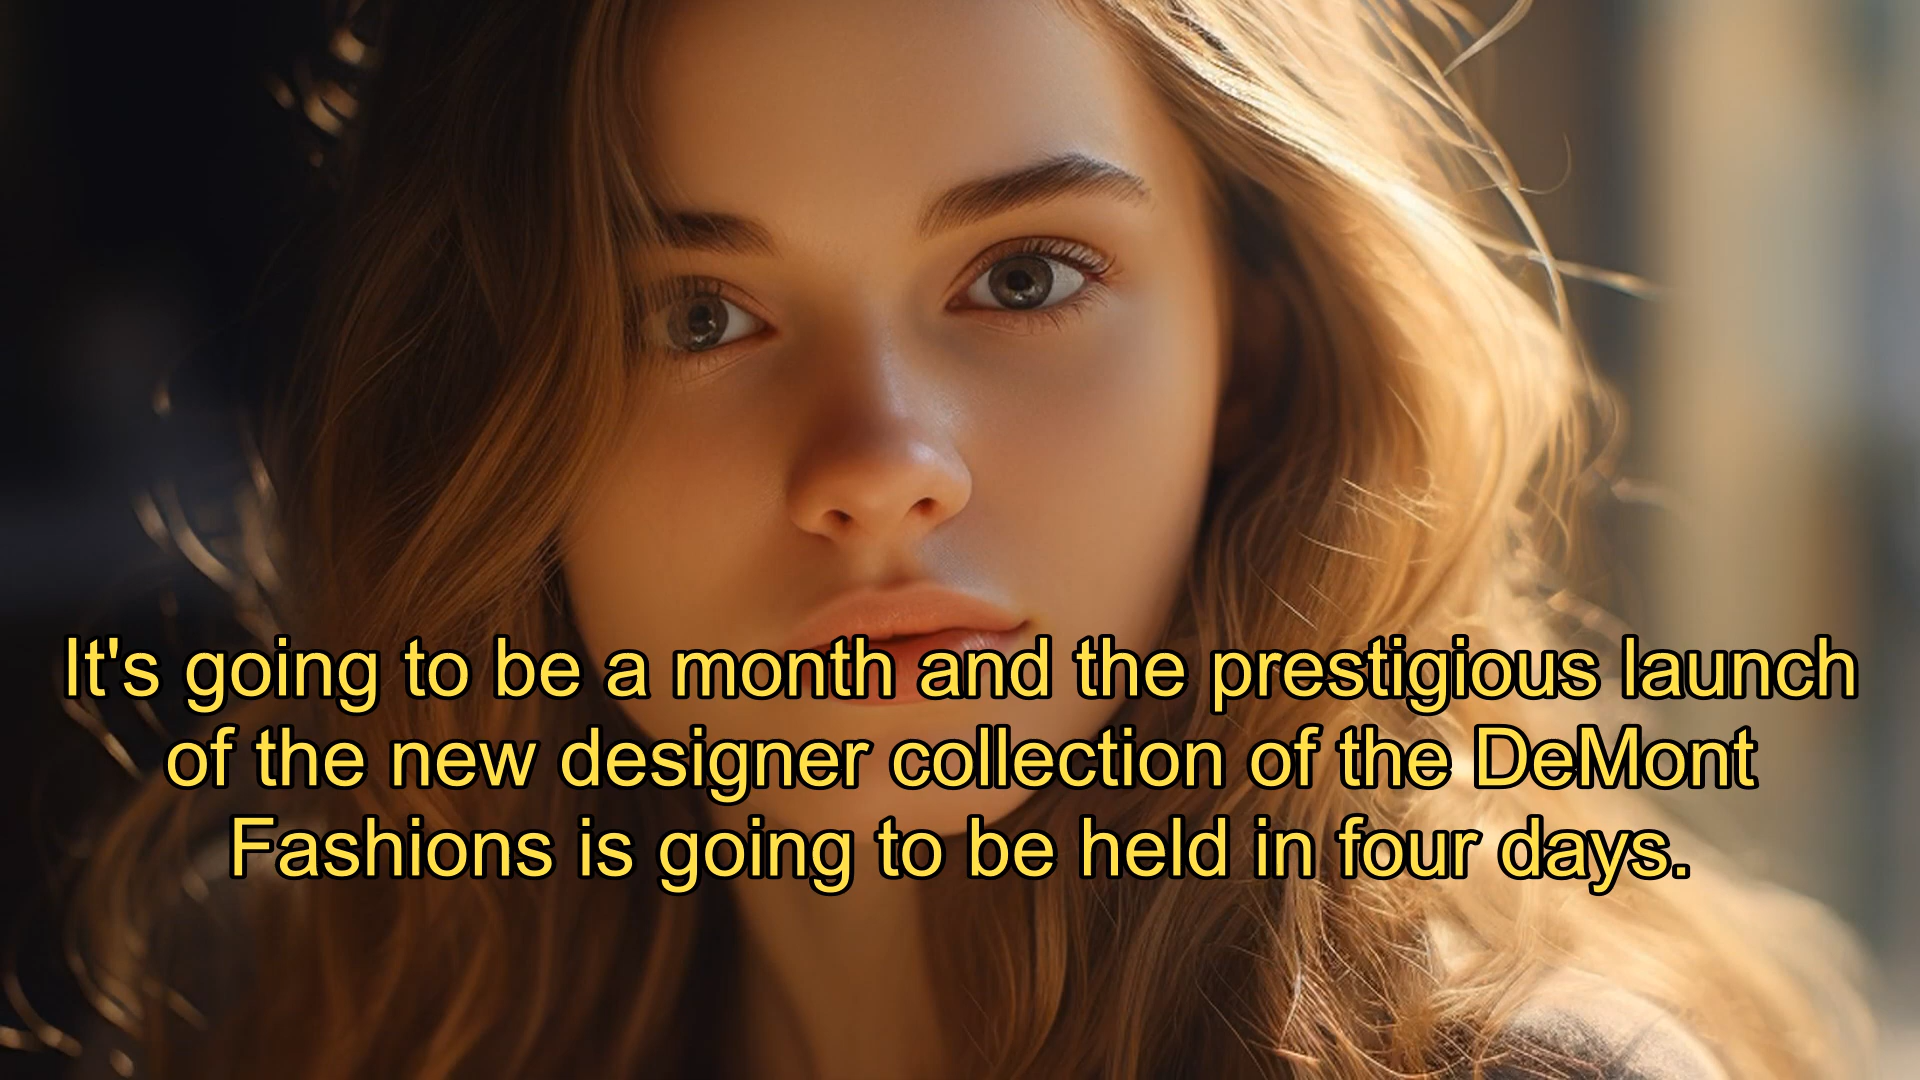 It's going to be a month and the prestigious launch
of the new designer collection of the DeMont
Fashions is going to be held in four days.